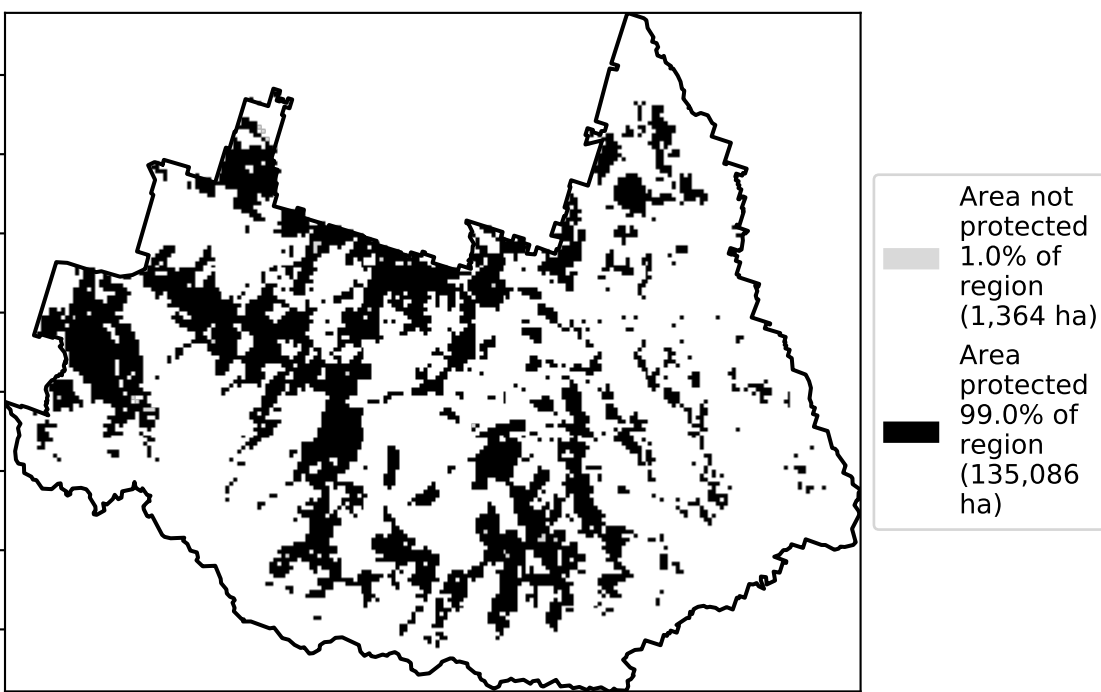 Area not
protected
1.0% of
region
(1,364 ha)
Area
protected
99.0% of
region
(135,086
ha)